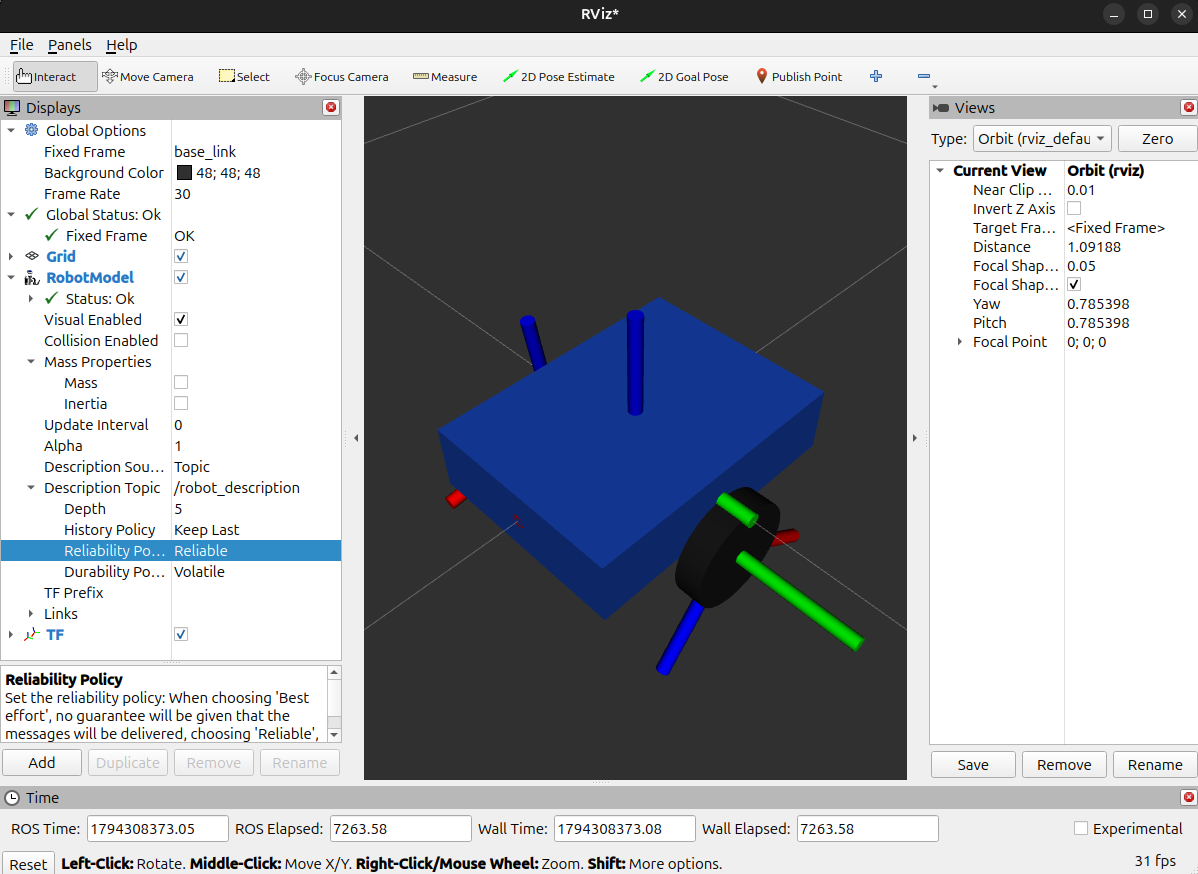 RViz*
File Panels Help
Interact Move Camera Select Focus Camera Measure 2D Pose Estimate 2D Goal Pose Publish Point
Displays
Global Options
Fixed Frame base_link
Background Color 48; 48; 48
Frame Rate 30
Global Status: Ok
Fixed Frame OK
Grid
RobotModel
Status: Ok
Visual Enabled
Collision Enabled
Mass Properties
Mass
Inertia
Update Interval 0
Alpha 1
Description Sou... Topic
Description Topic /robot_description
Depth 5
History Policy Keep Last
Reliability Po... Reliable
Durability Po... Volatile
TF Prefix
Links
TF
Reliability Policy
Set the reliability policy: When choosing 'Best
effort', no guarantee will be given that the
messages will be delivered, choosing 'Reliable',
Add Duplicate Remove Rename
Views
Type: Orbit (rviz_defau Zero
Current View Orbit (rviz)
Near Clip ... 0.01
Invert Z Axis
Target Fra... <Fixed Frame>
Distance 1.09188
Focal Shap... 0.05
Focal Shap...
Yaw 0.785398
Pitch 0.785398
Focal Point 0; 0; 0
Save Remove Rename
Time
ROS Time: 1794308373.05 ROS Elapsed: 7263.58 Wall Time: 1794308373.08 Wall Elapsed: 7263.58 Experimental
Reset Left-Click: Rotate. Middle-Click: Move X/Y. Right-Click/Mouse Wheel: Zoom. Shift: More options. 31 fps